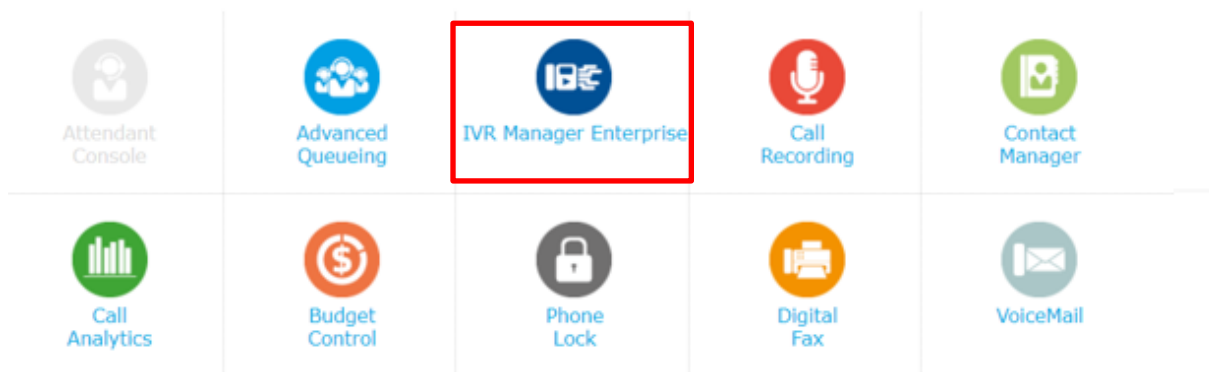 Attendant
Console
Advanced
Queueing
IVR Manager Enterprise
Call
Recording
Contact
Manager
Call
Analytics
Budget
Control
Phone
Lock
Digital
Fax
VoiceMail